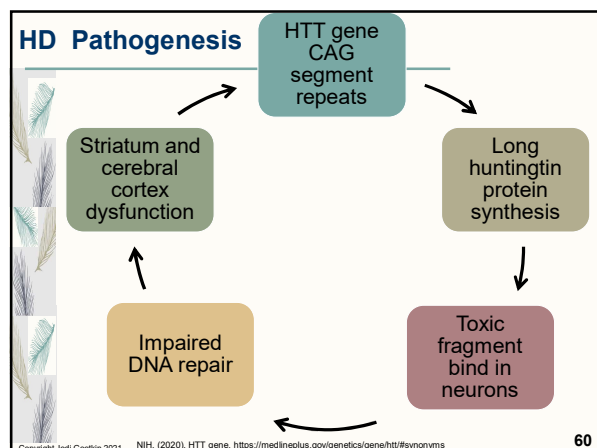 HD Pathogenesis
HTT gene
CAG
segment
repeats
Long
huntingtin
protein
synthesis
Toxic
fragment
bind in
neurons
Impaired
DNA repair
Striatum and
cerebral
cortex
dysfunction
NIH. (2020). HTT gene. https://medlineplus.gov/genetics/gene/htt/#synonyms
60